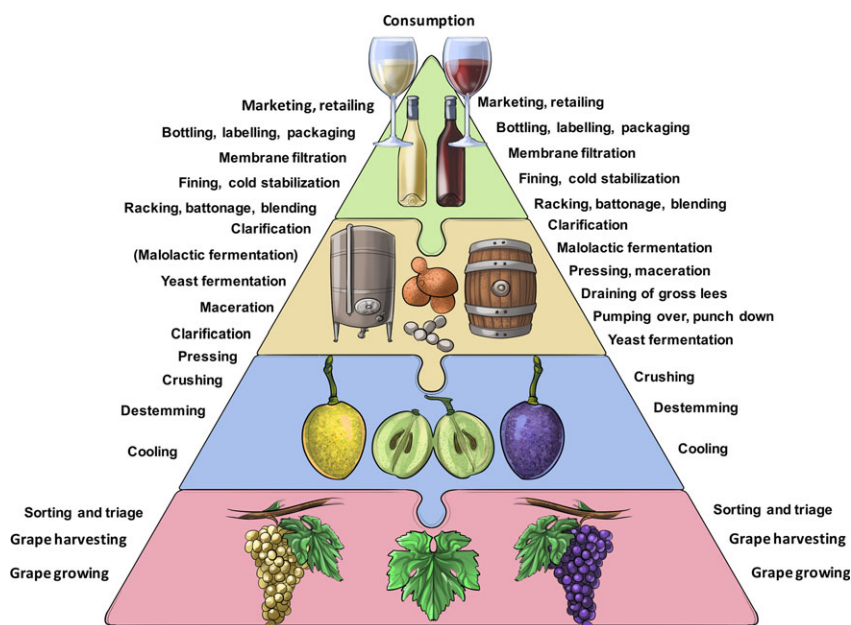 Consumption
Marketing, retailing
Bottling, labelling, packaging
Membrane filtration
Fining, cold stabilization
Racking, battonage, blending
Clarification
(Malolactic fermentation)
Yeast fermentation
Maceration
Clarification
Pressing
Crushing
Destemming
Cooling
Sorting and triage
Grape harvesting
Grape growing
Marketing, retailing
Bottling, labelling, packaging
Membrane filtration
Fining, cold stabilization
Racking, battonage, blending
Clarification
Malolactic fermentation
Pressing, maceration
Draining of gross lees
Pumping over, punch down
Yeast fermentation
Crushing
Destemming
Cooling
Sorting and triage
Grape harvesting
Grape growing